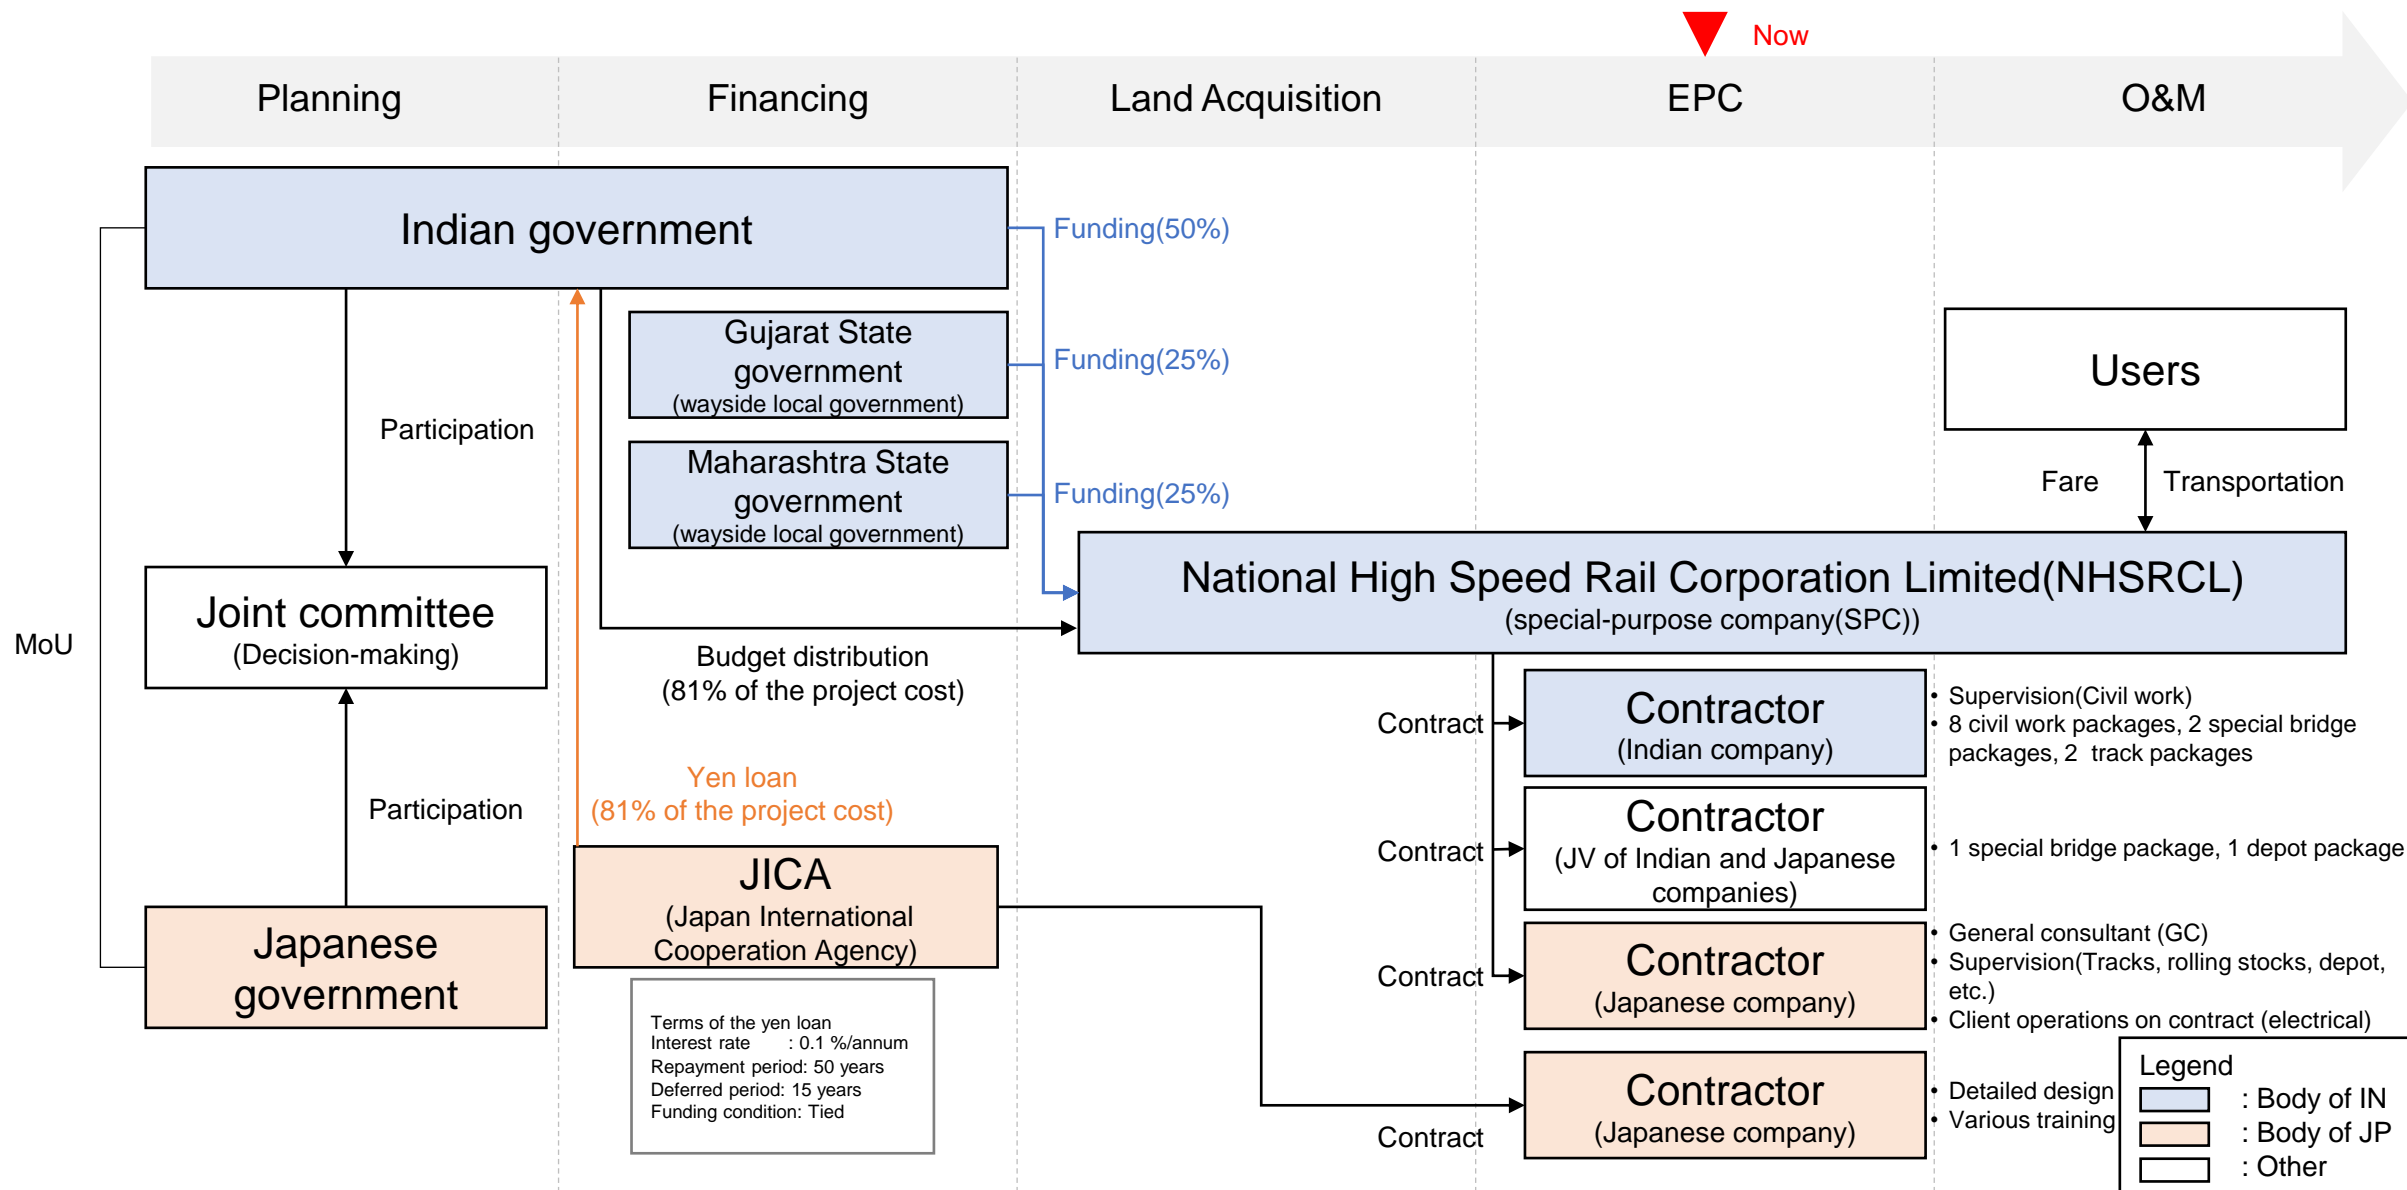 Now
Planning
Financing
Land Acquisition
EPC
O&M
Indian government
Funding(50%)
Gujarat State
government
(wayside local government)
Funding(25%)
Users
Participation
Maharashtra State
government
(wayside local government)
Funding(25%)
Fare
Transportation
National High Speed Rail Corporation Limited(NHSRCL)
(special-purpose company(SPC))
Joint committee
(Decision-making)
MoU
Budget distribution
(81% of the project cost)
Contract
Contractor
(Indian company)
• Supervision(Civil work)
• 8 civil work packages, 2 special bridge
packages, 2 track packages
Yen loan
(81% of the project cost)
Participation
Contract
Contractor
(JV of Indian and Japanese
companies)
• 1 special bridge package, 1 depot package
JICA
(Japan International
Cooperation Agency)
Japanese
government
Contract
Contractor
(Japanese company)
• General consultant (GC)
• Supervision(Tracks, rolling stocks, depot,
etc.)
• Client operations on contract (electrical)
Terms of the yen loan
Interest rate : 0.1 %/annum
Repayment period: 50 years
Deferred period: 15 years
Funding condition: Tied
Contract
Contractor
(Japanese company)
• Detailed design
• Various training
Legend
: Body of IN
: Body of JP
: Other